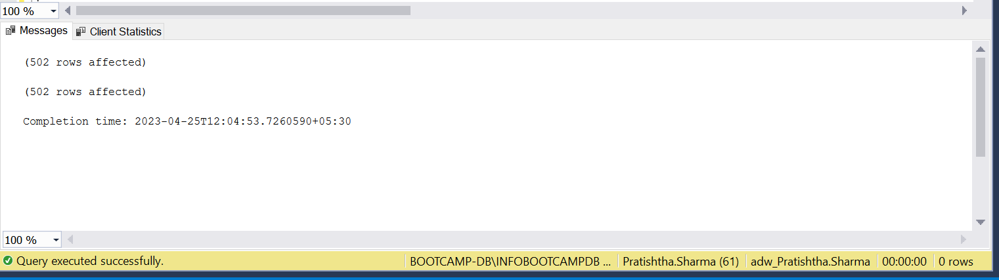 100 %
Messages Client Statistics
(502 rows affected)
(502 rows affected)
Completion time: 2023-04-25T12:04:53.7260590+05:30
100 %
Query executed successfully. BOOTCAMP-DB\INFOBOOTCAMPDB ... Pratishtha.Sharma (61) adw_Pratishtha.Sharma 00:00:00 0 rows